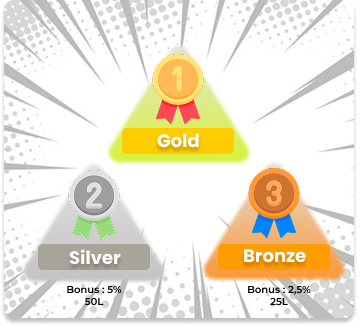 1
Gold
2
Silver
Bonus : 5%
50L
3
Bronze
Bonus : 2,5%
25L